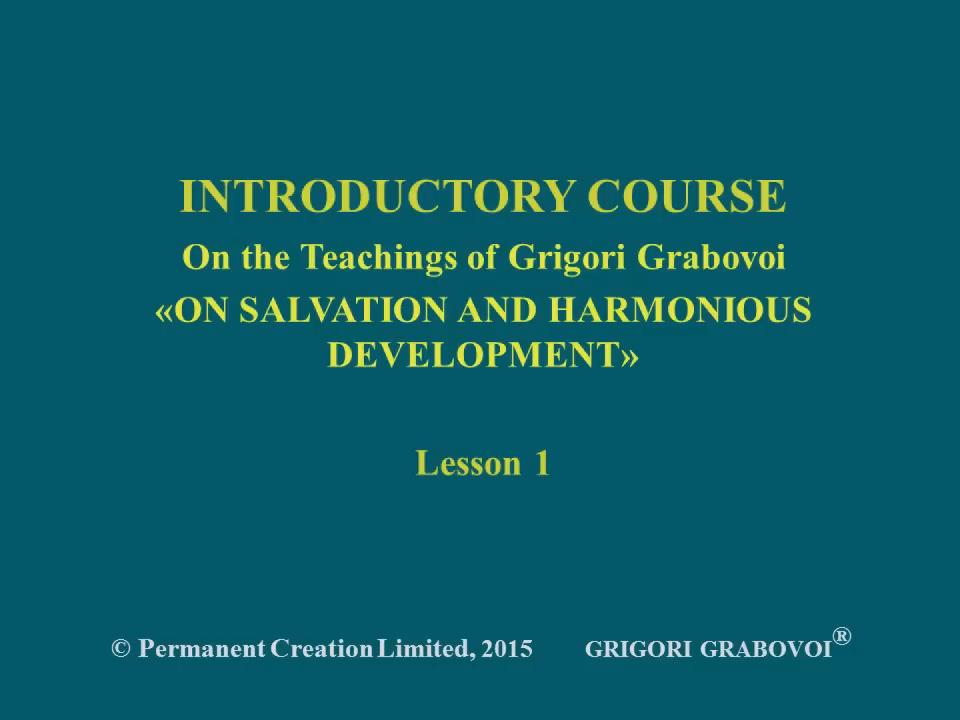 INTRODUCTORY COURSE
On the Teachings of Grigori Grabovoi
«ON SALVATION AND HARMONIOUS
DEVELOPMENT»
Lesson 1
© Permanent Creation Limited, 2015 GRIGORI GRABOVOI®